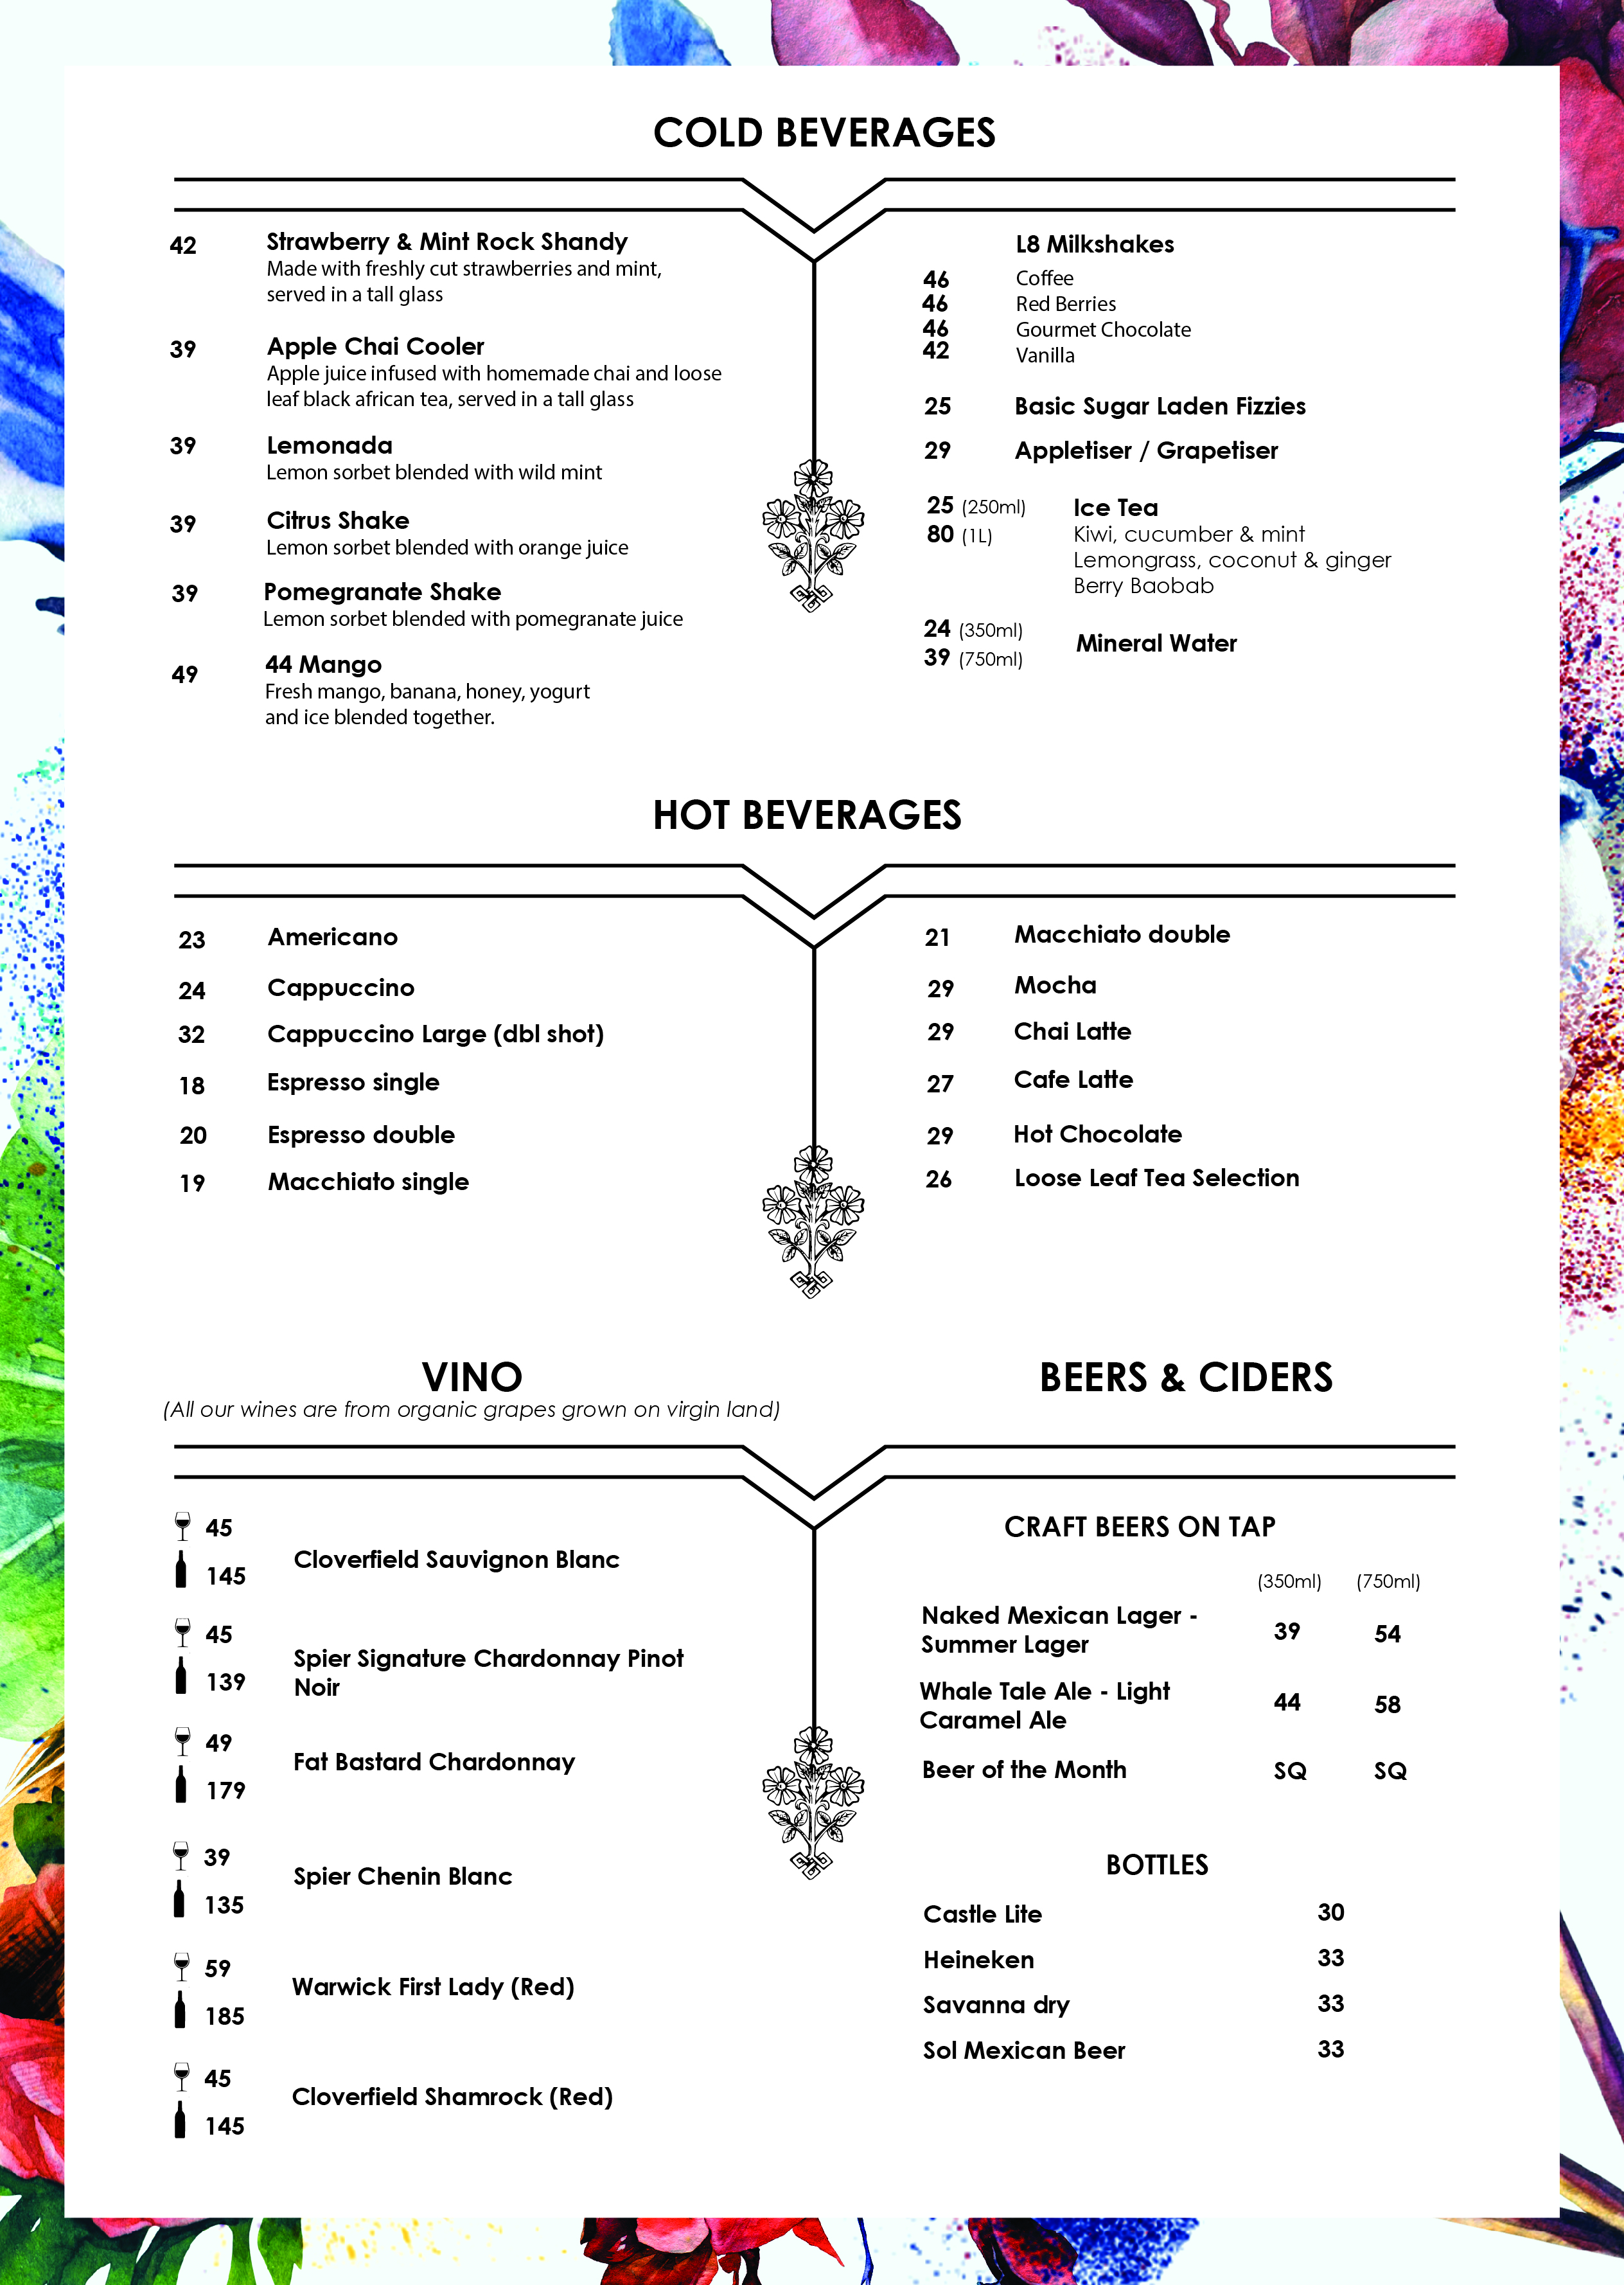 COLD BEVERAGES
42 Strawberry & Mint Rock Shandy
Made with freshly cut strawberries and mint,
served in a tall glass
39 Apple Chai Cooler
Apple juice infused with homemade chai and loose
leaf black african tea, served in a tall glass
39 Lemonada
Lemon sorbet blended with wild mint
39 Citrus Shake
Lemon sorbet blended with orange juice
39 Pomegranate Shake
Lemon sorbet blended with pomegranate juice
49 44 Mango
Fresh mango, banana, honey, yogurt
and ice blended together.
L8 Milkshakes
46 Coffee
46 Red Berries
46 Gourmet Chocolate
42 Vanilla
25 Basic Sugar Laden Fizzies
29 Appletiser / Grapetiser
25 (250ml) Ice Tea
80 (1L) Kiwi, cucumber & mint
Lemongrass, coconut & ginger
Berry Baobab
24 (350ml)
Mineral Water
39 (750ml)
HOT BEVERAGES
23 Americano
24 Cappuccino
32 Cappuccino Large (dbl shot)
18 Espresso single
20 Espresso double
19 Macchiato single
21 Macchiato double
29 Mocha
29 Chai Latte
27 Cafe Latte
29 Hot Chocolate
26 Loose Leaf Tea Selection
VINO
(All our wines are from organic grapes grown on virgin land)
45
Cloverfield Sauvignon Blanc
145
45
Spier Signature Chardonnay Pinot
139
Noir
49
Fat Bastard Chardonnay
179
39
Spier Chenin Blanc
135
59
Warwick First Lady (Red)
185
45
Cloverfield Shamrock (Red)
145
BEERS & CIDERS
CRAFT BEERS ON TAP
(350ml) (750ml)
Naked Mexican Lager -
Summer Lager 39 54
Whale Tale Ale - Light
Caramel Ale 44 58
Beer of the Month SQ SQ
BOTTLES
Castle Lite 30
Heineken 33
Savanna dry 33
Sol Mexican Beer 33